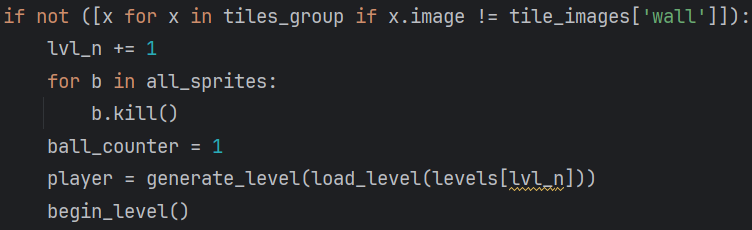 if not ([x for x in tiles_group if x.image != tile_images['wall']]):
    lvl_n += 1
    for b in all_sprites:
        b.kill()
    ball_counter = 1
    player = generate_level(load_level(levels[lvl_n]))
    begin_level()